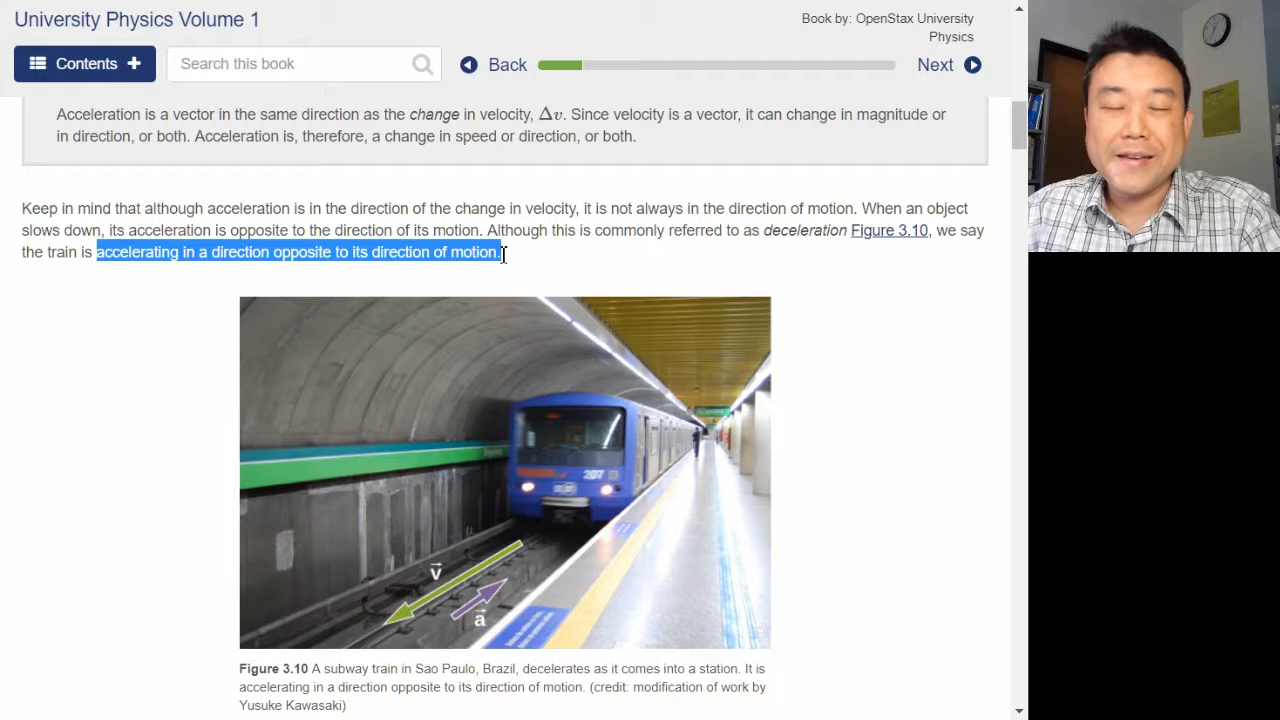 University Physics Volume 1
Book by: OpenStax University
Physics
Contents
Search this book
Back
Next
Acceleration is a vector in the same direction as the change in velocity, Δv. Since velocity is a vector, it can change in magnitude or
in direction, or both. Acceleration is, therefore, a change in speed or direction, or both.
Keep in mind that although acceleration is in the direction of the change in velocity, it is not always in the direction of motion. When an object
slows down, its acceleration is opposite to the direction of its motion. Although this is commonly referred to as deceleration Figure 3.10, we say
the train is accelerating in a direction opposite to its direction of motion.
207
v⃗
a⃗
Figure 3.10 A subway train in Sao Paulo, Brazil, decelerates as it comes into a station. It is
accelerating in a direction opposite to its direction of motion. (credit: modification of work by
Yusuke Kawasaki)